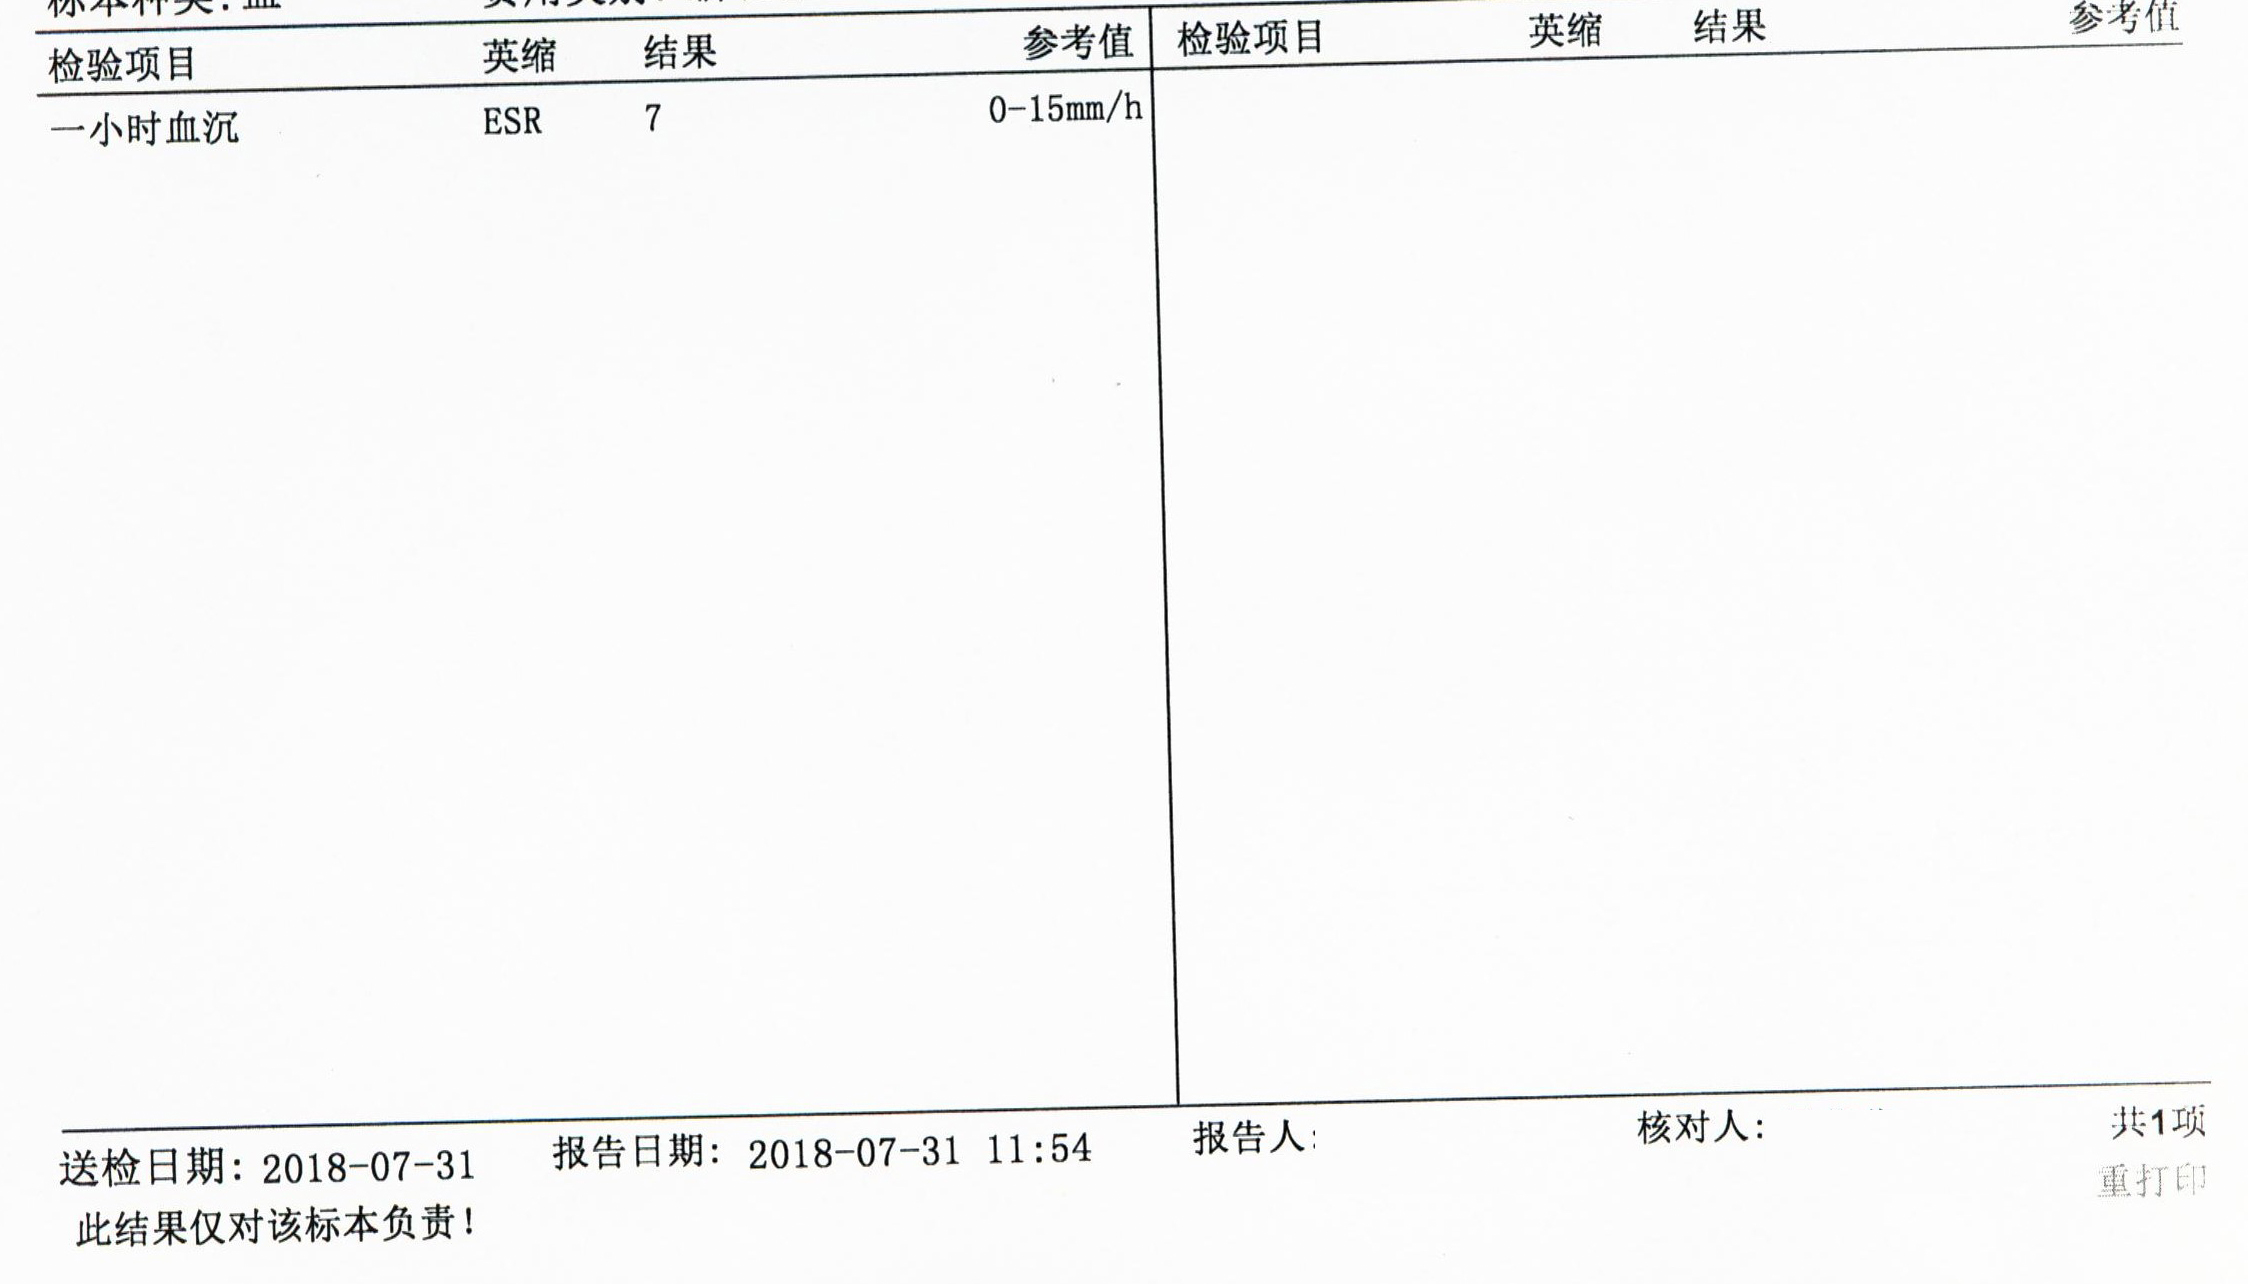 标本种类:血
检验项目 英缩 结果 参考值 检验项目 英缩 结果 参考值
一小时血沉 ESR 7 0-15mm/h
送检日期: 2018-07-31 报告日期: 2018-07-31 11:54 报告人: 核对人: 共1项
重打印
此结果仅对该标本负责!